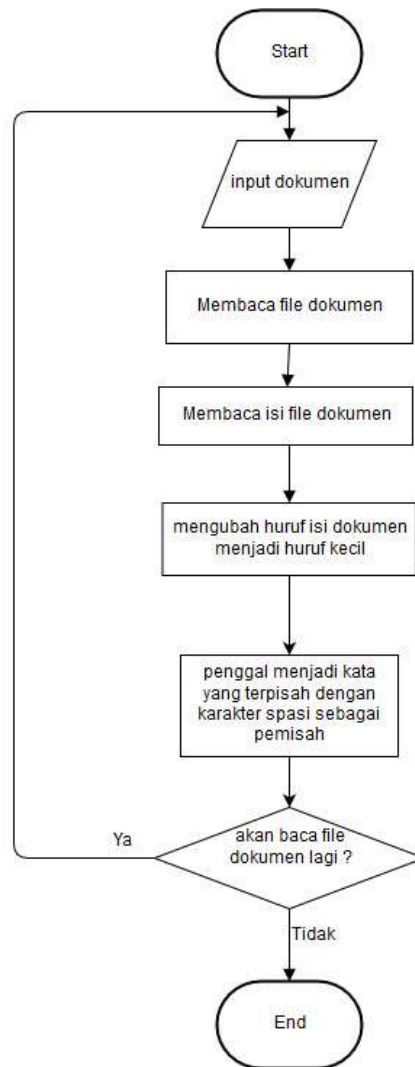 Start
input dokumen
Membaca file dokumen
Membaca isi file dokumen
mengubah huruf isi dokumen
menjadi huruf kecil
penggal menjadi kata
yang terpisah dengan
karakter spasi sebagai
pemisah
akan baca file
dokumen lagi ?
Ya
Tidak
End